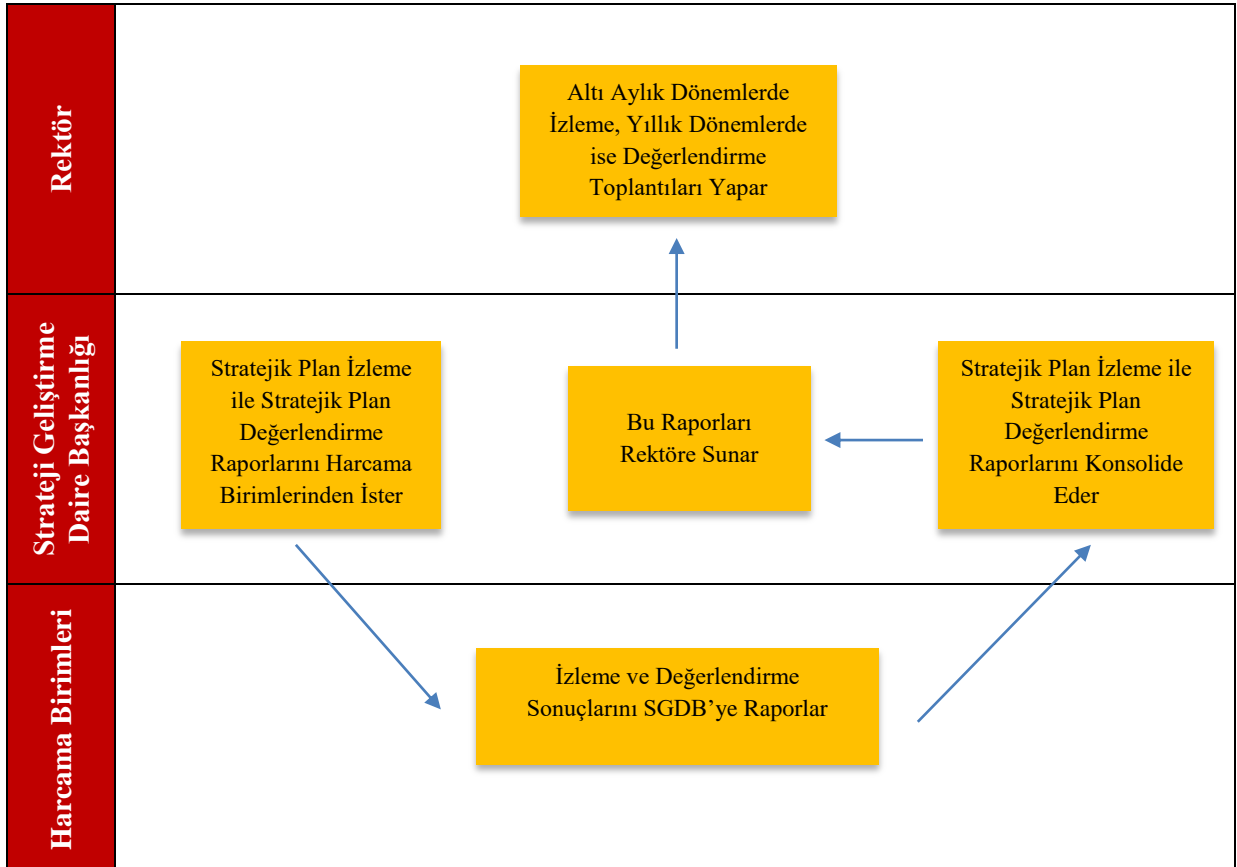 Rektör
Altı Aylık Dönemlerde
İzleme, Yıllık Dönemlerde
ise Değerlendirme
Toplantıları Yapar
Strateji Geliştirme
Daire Başkanlığı
Stratejik Plan İzleme
ile Stratejik Plan
Değerlendirme
Raporlarını Harcama
Birimlerinden İster
Bu Raporları
Rektöre Sunar
Stratejik Plan İzleme ile
Stratejik Plan
Değerlendirme
Raporlarını Konsolide
Eder
Harcama Birimleri
İzleme ve Değerlendirme
Sonuçlarını SGDB’ye Raporlar